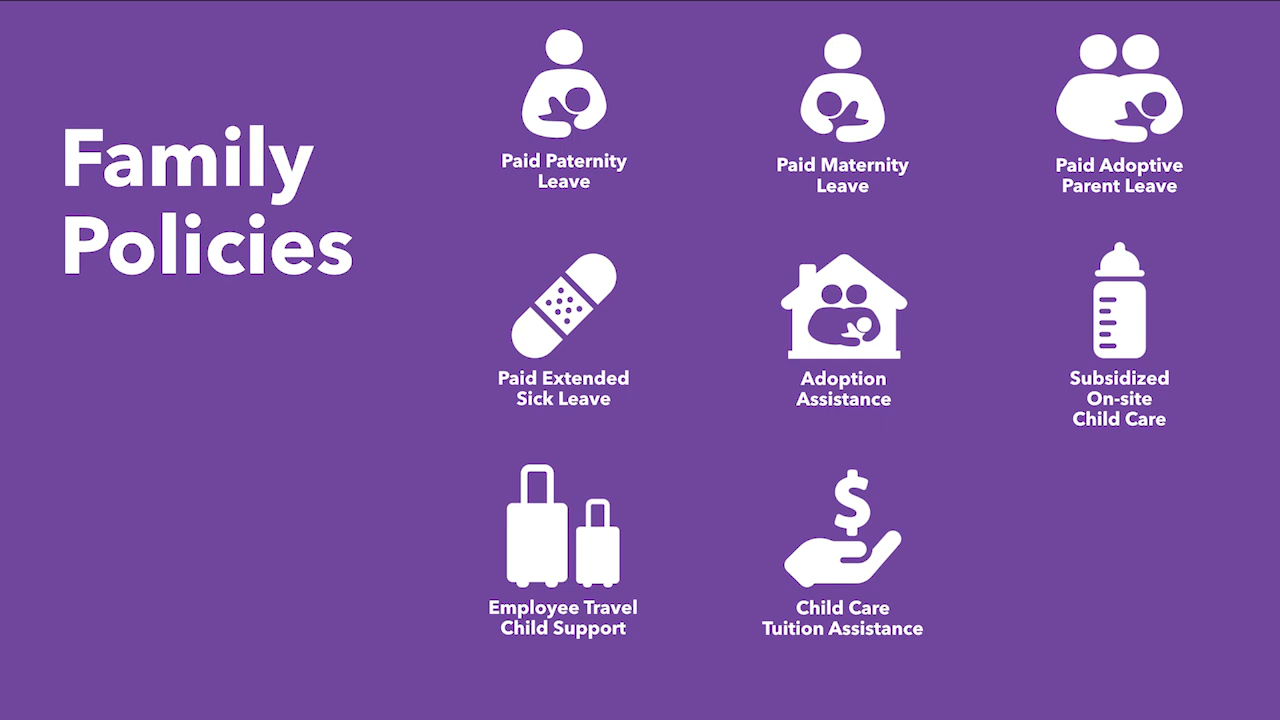 Family
Policies
Paid Paternity
Leave
Paid Maternity
Leave
Paid Adoptive
Parent Leave
Paid Extended
Sick Leave
Adoption
Assistance
Subsidized
On-site
Child Care
Employee Travel
Child Support
$
Child Care
Tuition Assistance